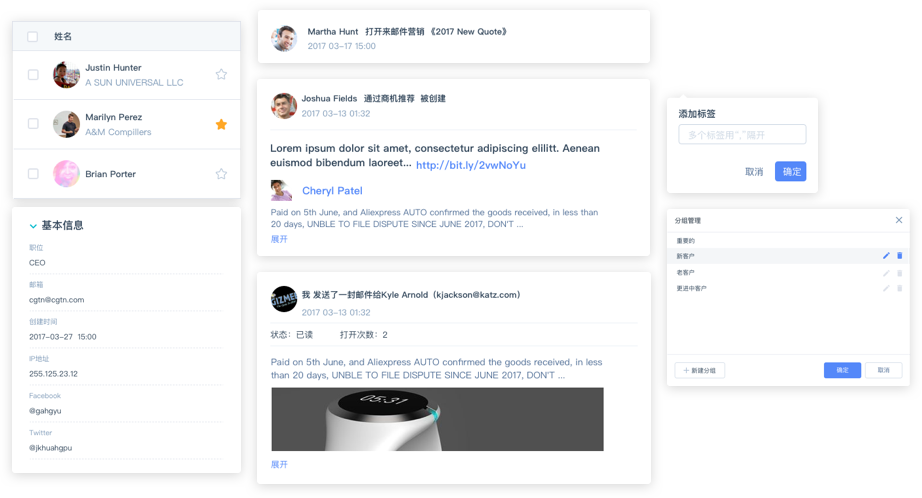 姓名
Justin Hunter
A SUN UNIVERSAL LLC
Marilyn Perez
A&M Compillers
Brian Porter
基本信息
职位
CEO
邮箱
cgtn@cgtn.com
创建时间
2017-03-27 15:00
IP地址
255.125.23.12
Facebook
@gahgyu
Twitter
@jkhuahgpu
Martha Hunt 打开来邮件营销 《2017 New Quote》
2017 03-17 15:00
Joshua Fields 通过商机推荐 被创建
2017 03-13 01:32
Lorem ipsum dolor sit amet, consectetur adipiscing elilitt. Aenean
euismod bibendum laoreet... http://bit.ly/2vwNoYu
Cheryl Patel
Paid on 5th June, and Aliexpress AUTO confirmed the goods received, in less than
20 days, UNBLE TO FILE DISPUTE SINCE JUNE 2017, DON'T ...
展开
GIZME
我 发送了一封邮件给Kyle Arnold（kjackson@katz.com）
2017 03-13 01:32
状态：已读 打开次数：2
Paid on 5th June, and Aliexpress AUTO confirmed the goods received, in less
than 20 days, UNBLE TO FILE DISPUTE SINCE JUNE 2017, DON'T ...
05:31
展开
添加标签
多个标签用“,”隔开
取消 确定
分组管理
重要的
新客户
老客户
更进中客户
新建分组 确定 取消